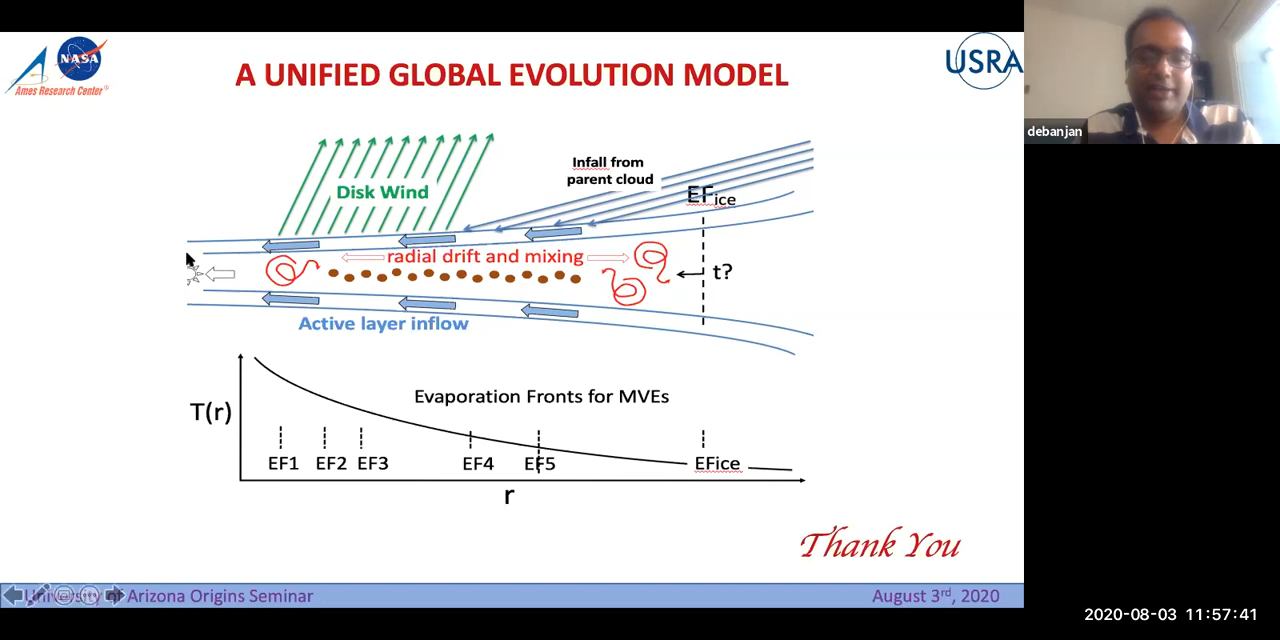 NASA
Ames Research Center
A UNIFIED GLOBAL EVOLUTION MODEL
USRA
debanjan
Disk Wind
Infall from
parent cloud
EFice
radial drift and mixing
t?
Active layer inflow
Evaporation Fronts for MVEs
T(r)
EF1 EF2 EF3 EF4 EF5 EFice
r
Thank You
University of Arizona Origins Seminar August 3rd, 2020
2020-08-03 11:57:41